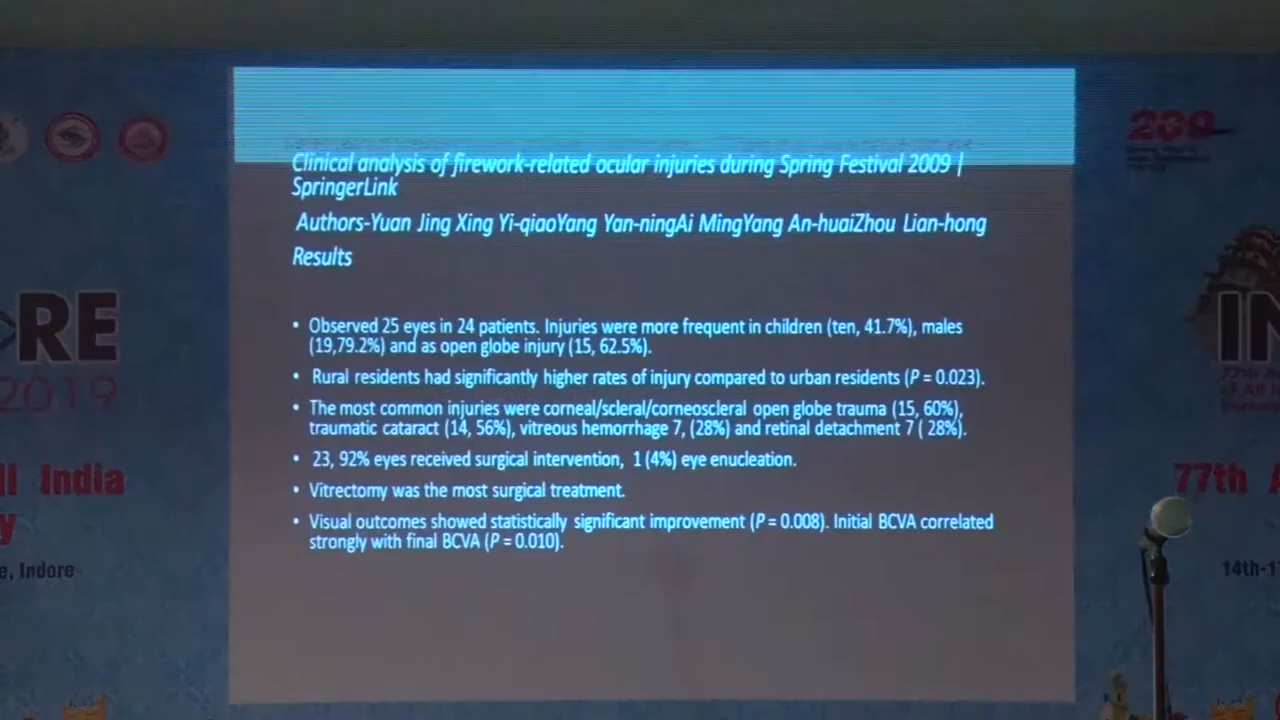 Clinical analysis of firework-related ocular injuries during Spring Festival 2009 |
SpringerLink
Authors-Yuan Jing Xing Yi-qiaoYang Yan-ningAi MingYang An-huaiZhou Lian-hong
Results
• Observed 25 eyes in 24 patients. Injuries were more frequent in children (ten, 41.7%), males
(19,79.2%) and as open globe injury (15, 62.5%).
• Rural residents had significantly higher rates of injury compared to urban residents (P = 0.023).
• The most common injuries were corneal/scleral/corneoscleral open globe trauma (15, 60%),
traumatic cataract (14, 56%), vitreous hemorrhage 7, (28%) and retinal detachment 7 ( 28%).
• 23, 92% eyes received surgical intervention, 1 (4%) eye enucleation.
• Vitrectomy was the most surgical treatment.
• Visual outcomes showed statistically significant improvement (P = 0.008). Initial BCVA correlated
strongly with final BCVA (P = 0.010).
RE
2019
India
y
e, Indore
IN
77th
77th
14th-1